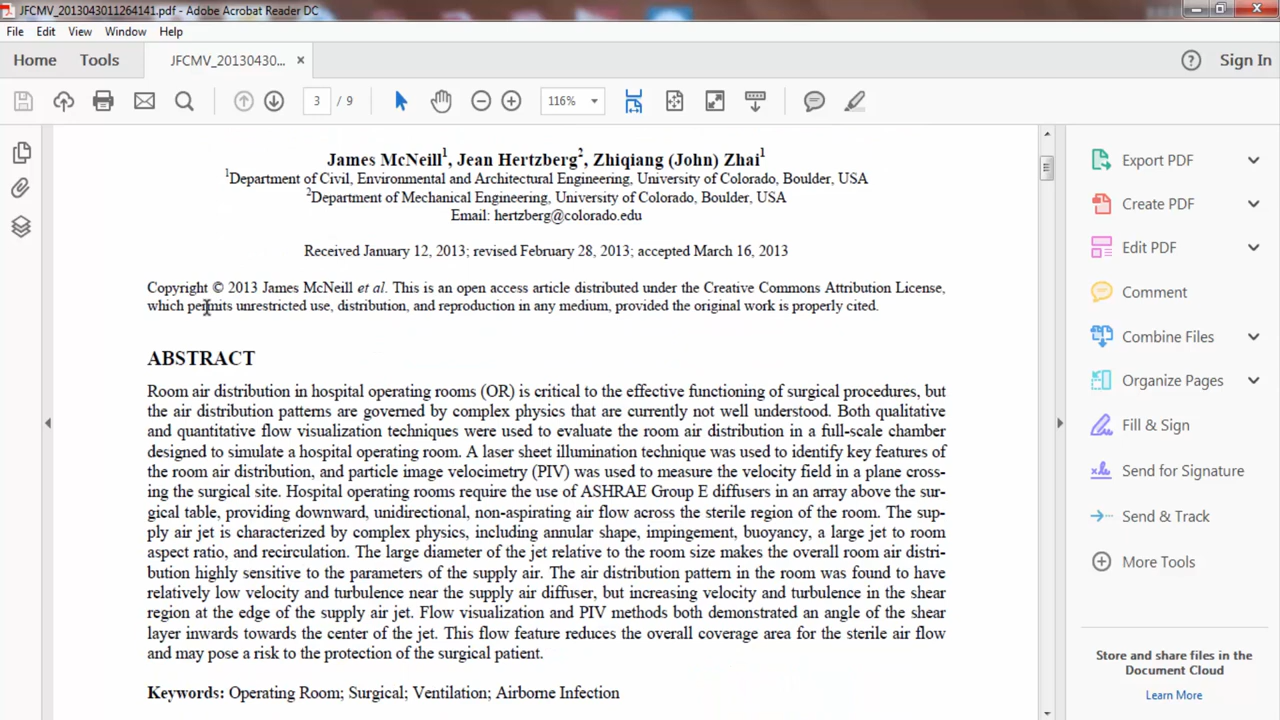 JFCMV_2013043011264141.pdf - Adobe Acrobat Reader DC
File Edit View Window Help
Home Tools JFCMV_20130430... × Sign In
3 / 9 116%
James McNeill1, Jean Hertzberg2, Zhiqiang (John) Zhai1
1Department of Civil, Environmental and Architectural Engineering, University of Colorado, Boulder, USA
2Department of Mechanical Engineering, University of Colorado, Boulder, USA
Email: hertzberg@colorado.edu
Received January 12, 2013; revised February 28, 2013; accepted March 16, 2013
Copyright © 2013 James McNeill et al. This is an open access article distributed under the Creative Commons Attribution License,
which permits unrestricted use, distribution, and reproduction in any medium, provided the original work is properly cited.
ABSTRACT
Room air distribution in hospital operating rooms (OR) is critical to the effective functioning of surgical procedures, but
the air distribution patterns are governed by complex physics that are currently not well understood. Both qualitative
and quantitative flow visualization techniques were used to evaluate the room air distribution in a full-scale chamber
designed to simulate a hospital operating room. A laser sheet illumination technique was used to identify key features of
the room air distribution, and particle image velocimetry (PIV) was used to measure the velocity field in a plane cross-
ing the surgical site. Hospital operating rooms require the use of ASHRAE Group E diffusers in an array above the sur-
gical table, providing downward, unidirectional, non-aspirating air flow across the sterile region of the room. The sup-
ply air jet is characterized by complex physics, including annular shape, impingement, buoyancy, a large jet to room
aspect ratio, and recirculation. The large diameter of the jet relative to the room size makes the overall room air distri-
bution highly sensitive to the parameters of the supply air. The air distribution pattern in the room was found to have
relatively low velocity and turbulence near the supply air diffuser, but increasing velocity and turbulence in the shear
region at the edge of the supply air jet. Flow visualization and PIV methods both demonstrated an angle of the shear
layer inwards towards the center of the jet. This flow feature reduces the overall coverage area for the sterile air flow
and may pose a risk to the protection of the surgical patient.
Keywords: Operating Room; Surgical; Ventilation; Airborne Infection
Export PDF
Create PDF
Edit PDF
Comment
Combine Files
Organize Pages
Fill & Sign
Send for Signature
Send & Track
More Tools
Store and share files in the
Document Cloud
Learn More